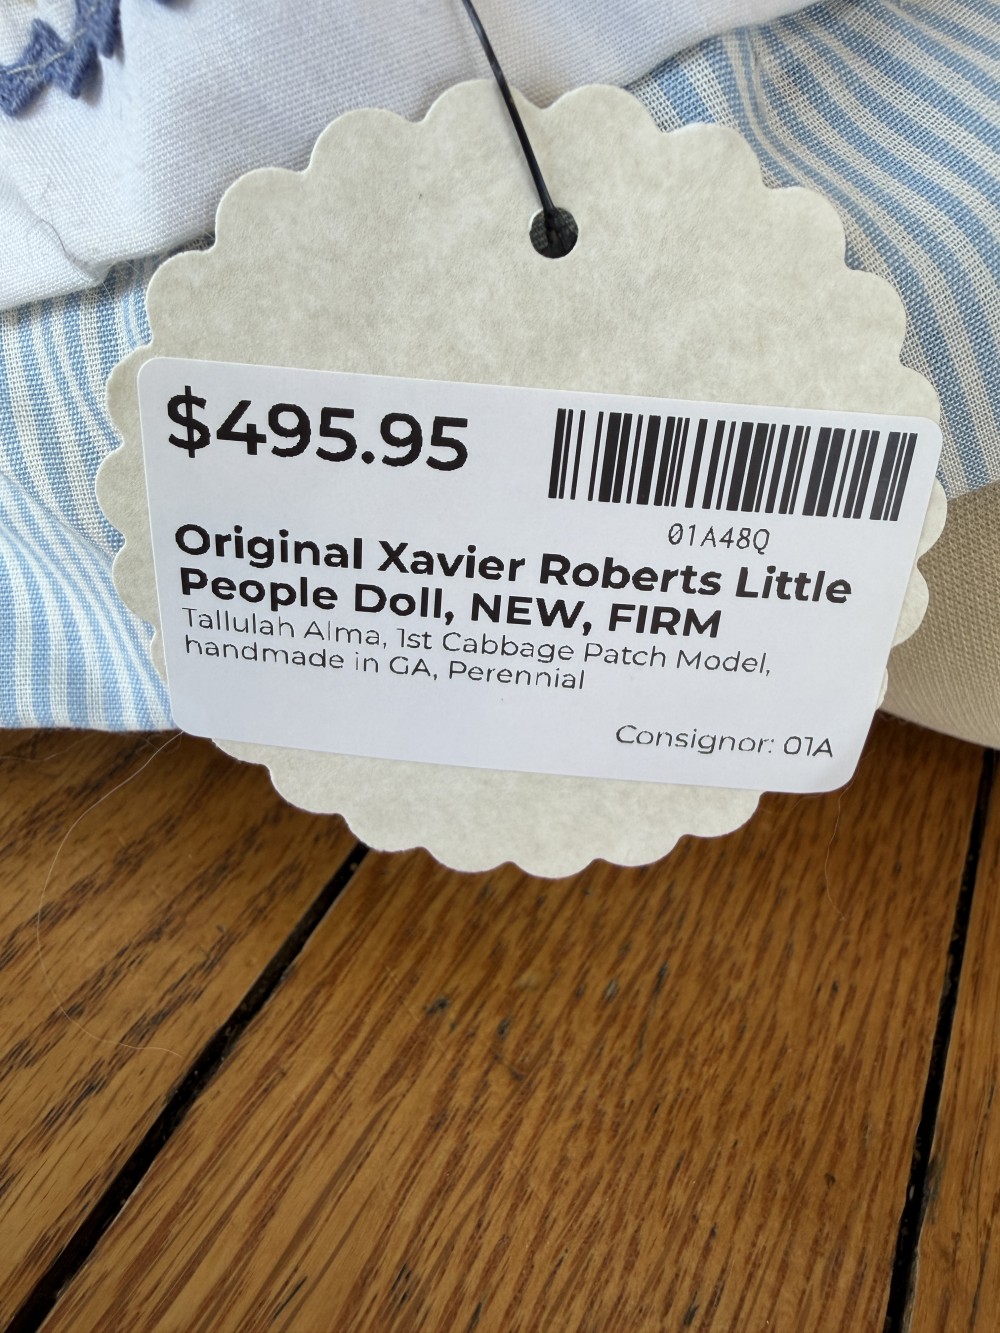 $495.95
01A48Q
Original Xavier Roberts Little
People Doll, NEW, FIRM
Tallulah Alma, 1st Cabbage Patch Model,
handmade in GA, Perennial
Consignor: 01A